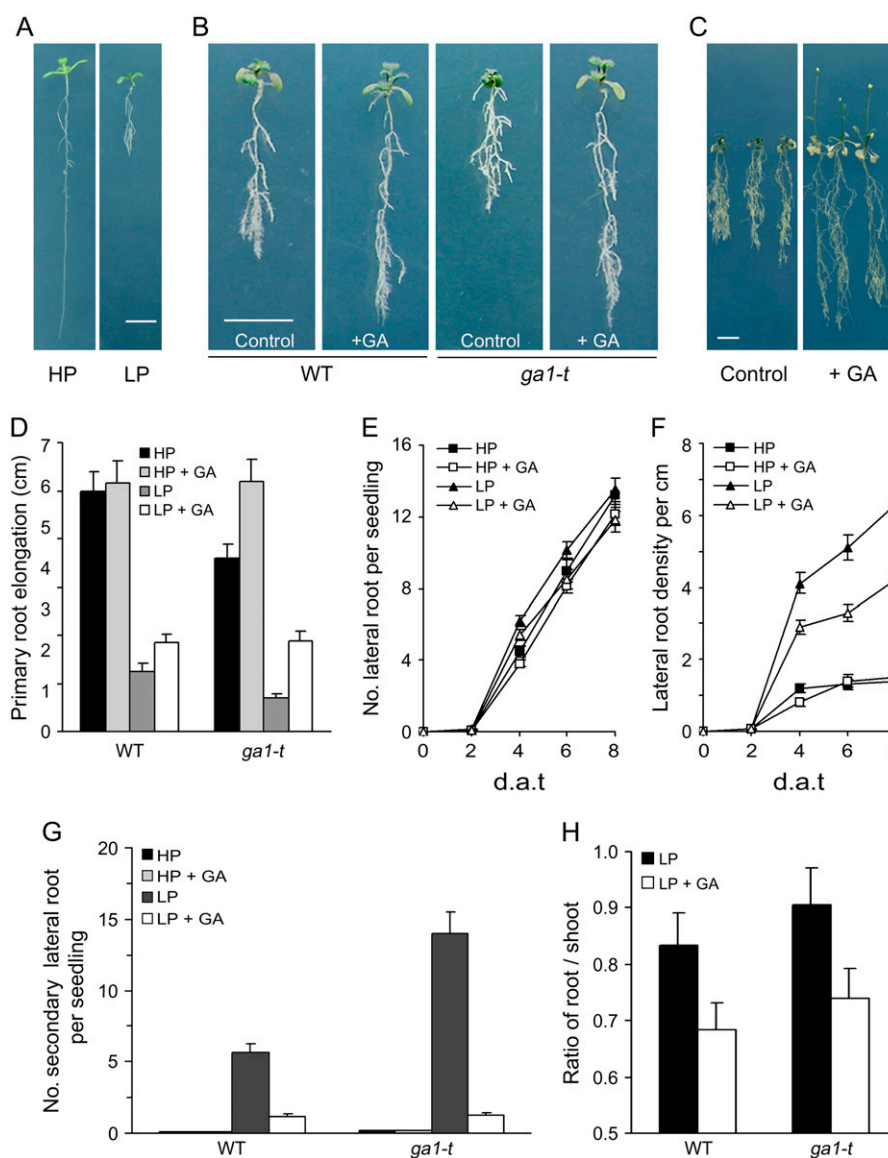 A
B
C
HP
LP
Control
+GA
Control
+ GA
WT
ga1-t
Control
+ GA
D
Primary root elongation (cm)
7
6
5
4
3
2
1
0
HP
HP + GA
LP
LP + GA
WT
ga1-t
E
No. lateral root per seedling
16
12
8
4
0
HP
HP + GA
LP
LP + GA
0 2 4 6 8
d.a.t
F
Lateral root density per cm
8
6
4
2
0
HP
HP + GA
LP
LP + GA
0 2 4 6
d.a.t
G
No. secondary lateral root
per seedling
20
15
10
5
0
HP
HP + GA
LP
LP + GA
WT
ga1-t
H
Ratio of root / shoot
1.0
0.9
0.8
0.7
0.6
0.5
LP
LP + GA
WT
ga1-t